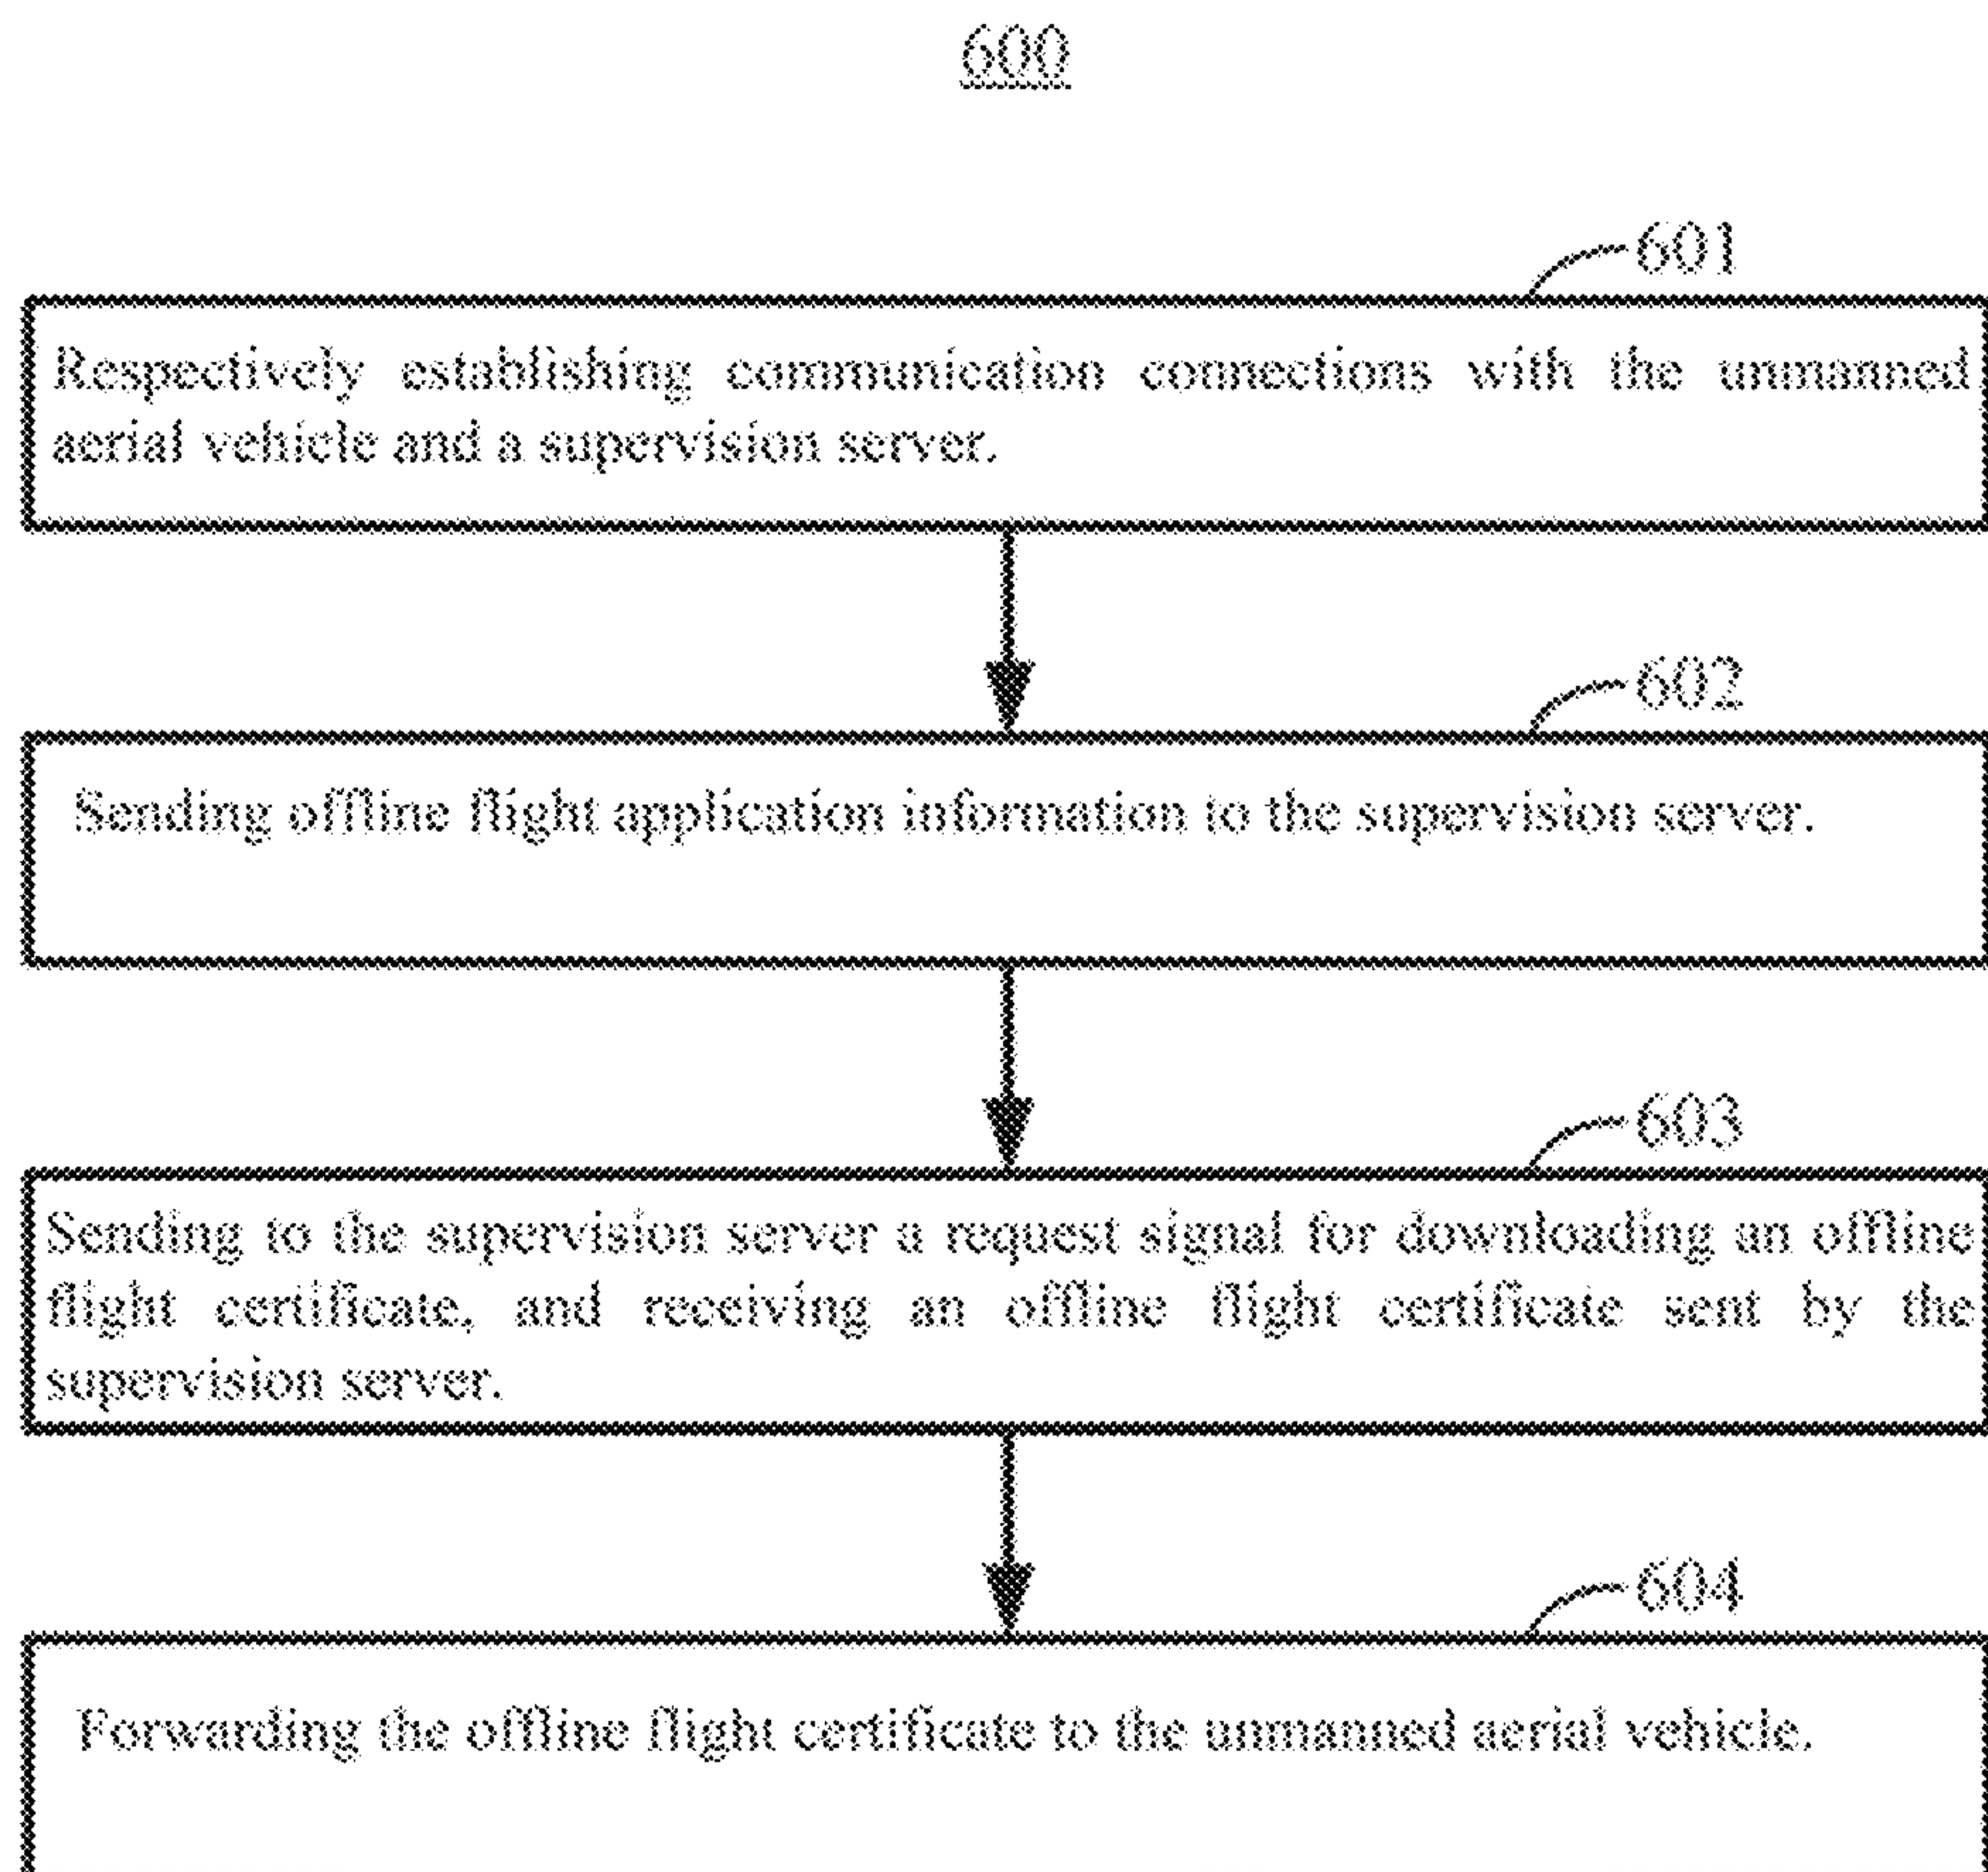 600
601
Respectively establishing communication connections with the unmanned
aerial vehicle and a supervision server.
602
Sending offline flight application information to the supervision server.
603
Sending to the supervision server a request signal for downloading an offline
flight certificate, and receiving an offline flight certificate sent by the
supervision server.
604
Forwarding the offline flight certificate to the unmanned aerial vehicle.